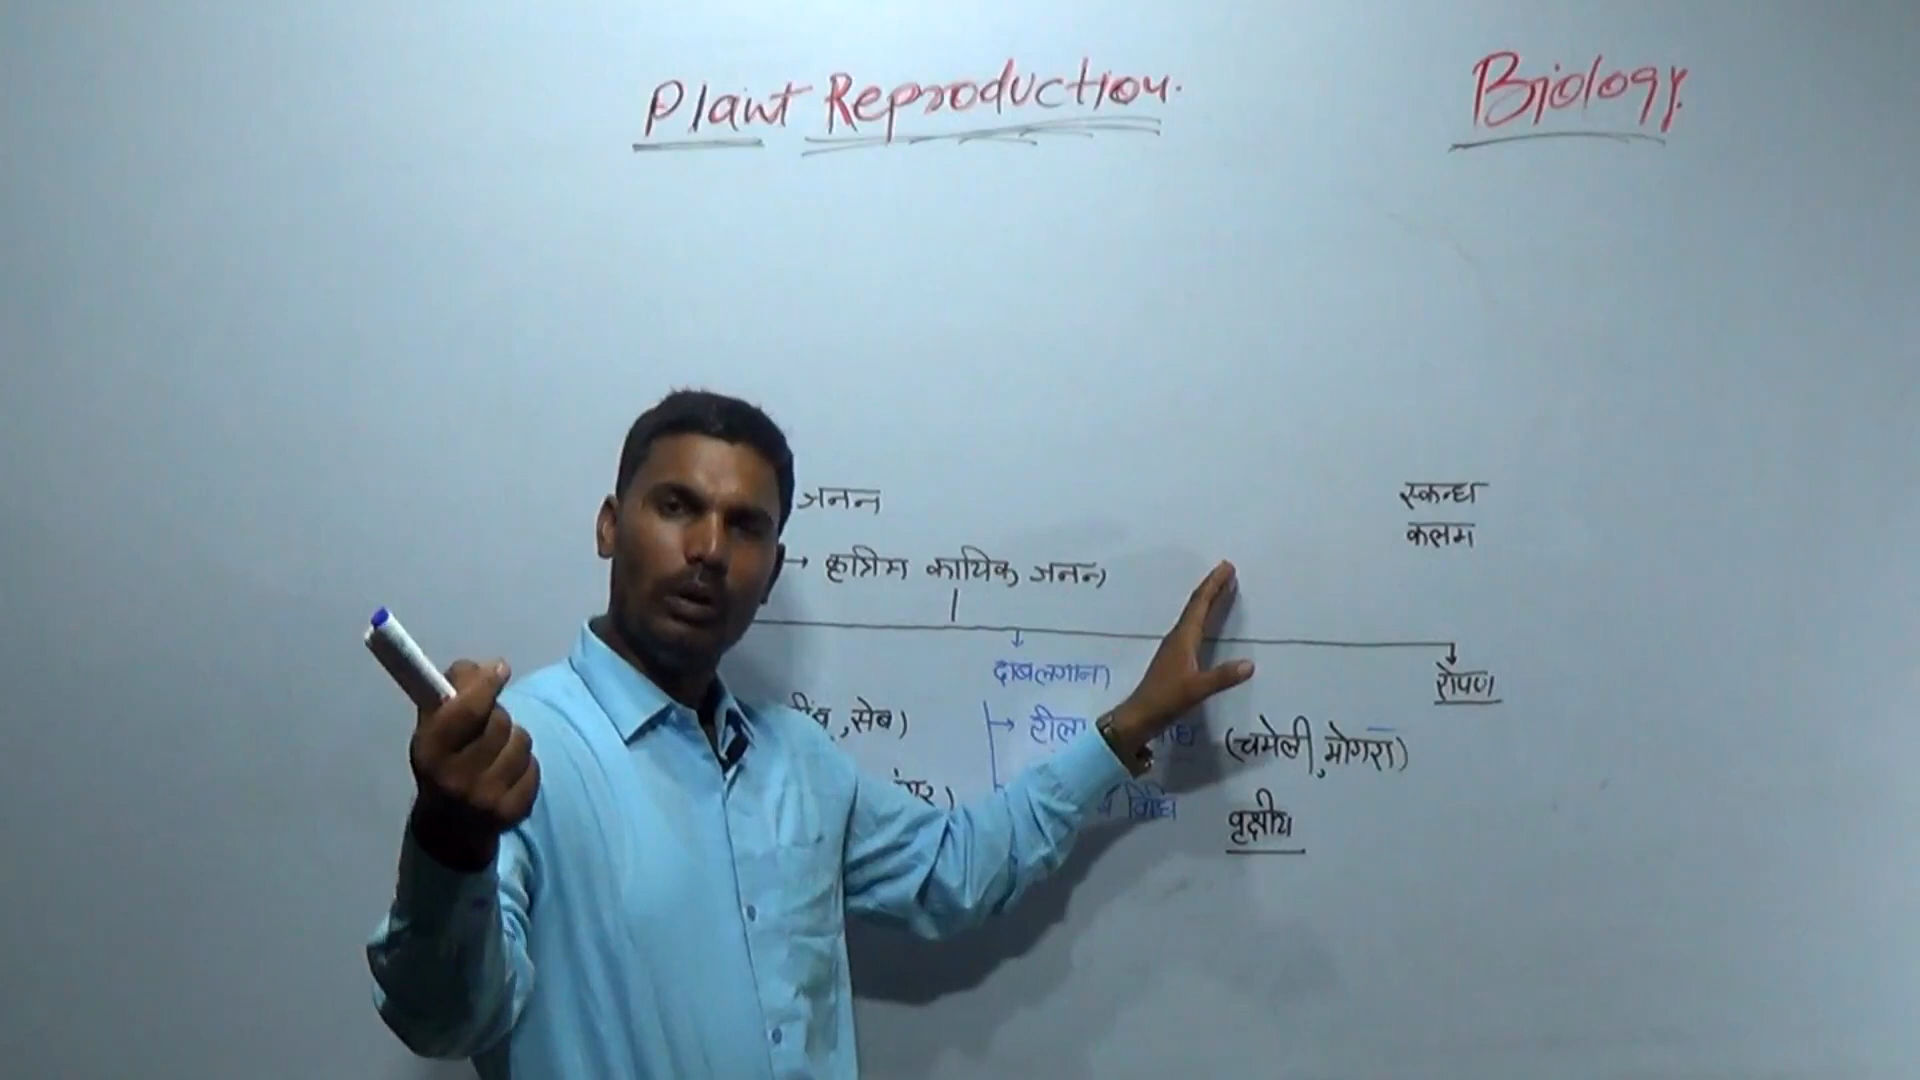 Plant Reproduction.
Biology.
जनन
स्कन्ध
कलम
→ कृत्रिम कायिक जनन
दाबलगाना
रोपण
,सेब)
(चमेली,मोगरा)
विधि
वृक्षीय